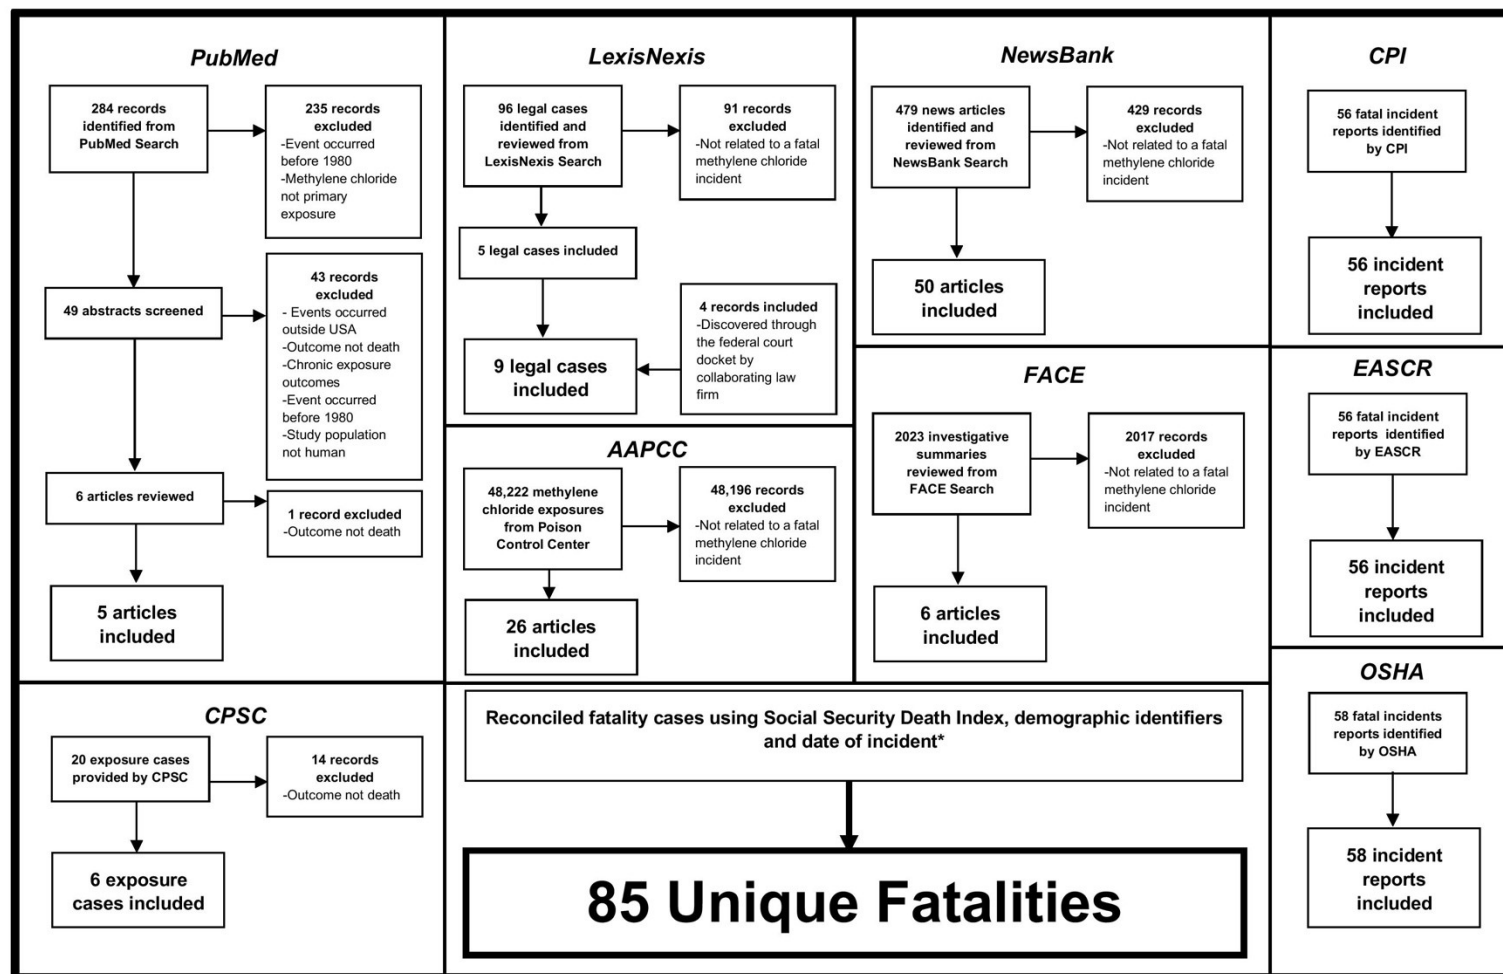 PubMed
284 records
identified from
PubMed Search
235 records
excluded
-Event occurred
before 1980
-Methylene chloride
not primary
exposure
49 abstracts screened
43 records
excluded
- Events occurred
outside USA
-Outcome not death
-Chronic exposure
outcomes
-Event occurred
before 1980
-Study population
not human
6 articles reviewed
1 record excluded
-Outcome not death
5 articles
included
LexisNexis
96 legal cases
identified and
reviewed from
LexisNexis Search
91 records
excluded
-Not related to a fatal
methylene chloride
incident
5 legal cases included
4 records included
-Discovered through
the federal court
docket by
collaborating law
firm
9 legal cases
included
AAPCC
48,222 methylene
chloride exposures
from Poison
Control Center
48,196 records
excluded
-Not related to a fatal
methylene chloride
incident
26 articles
included
NewsBank
479 news articles
identified and
reviewed from
NewsBank Search
429 records
excluded
-Not related to a fatal
methylene chloride
incident
50 articles
included
FACE
2023 investigative
summaries
reviewed from
FACE Search
2017 records
excluded
-Not related to a fatal
methylene chloride
incident
6 articles
included
CPI
56 fatal incident
reports identified
by CPI
56 incident
reports
included
EASCR
56 fatal incident
reports identified
by EASCR
56 incident
reports
included
OSHA
58 fatal incidents
reports identified
by OSHA
58 incident
reports
included
CPSC
20 exposure cases
provided by CPSC
14 records
excluded
-Outcome not death
6 exposure
cases included
Reconciled fatality cases using Social Security Death Index, demographic identifiers
and date of incident*
85 Unique Fatalities